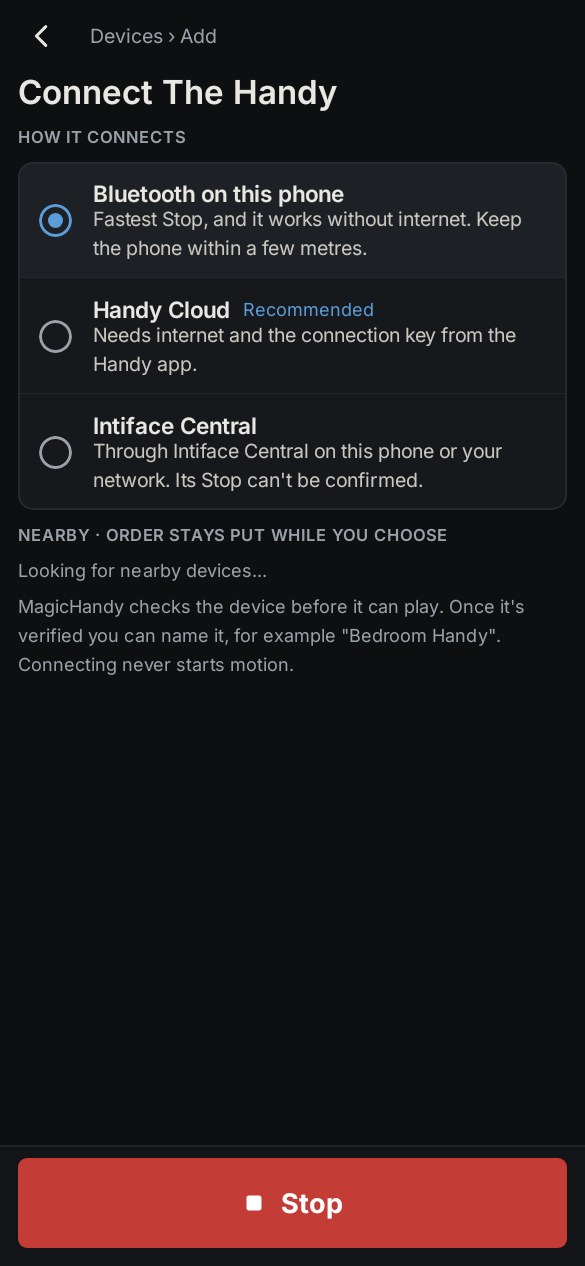 Devices › Add
Connect The Handy
HOW IT CONNECTS
Bluetooth on this phone
Fastest Stop, and it works without internet. Keep
the phone within a few metres.
Handy Cloud Recommended
Needs internet and the connection key from the
Handy app.
Intiface Central
Through Intiface Central on this phone or your
network. Its Stop can't be confirmed.
NEARBY · ORDER STAYS PUT WHILE YOU CHOOSE
Looking for nearby devices…
MagicHandy checks the device before it can play. Once it's
verified you can name it, for example "Bedroom Handy".
Connecting never starts motion.
Stop